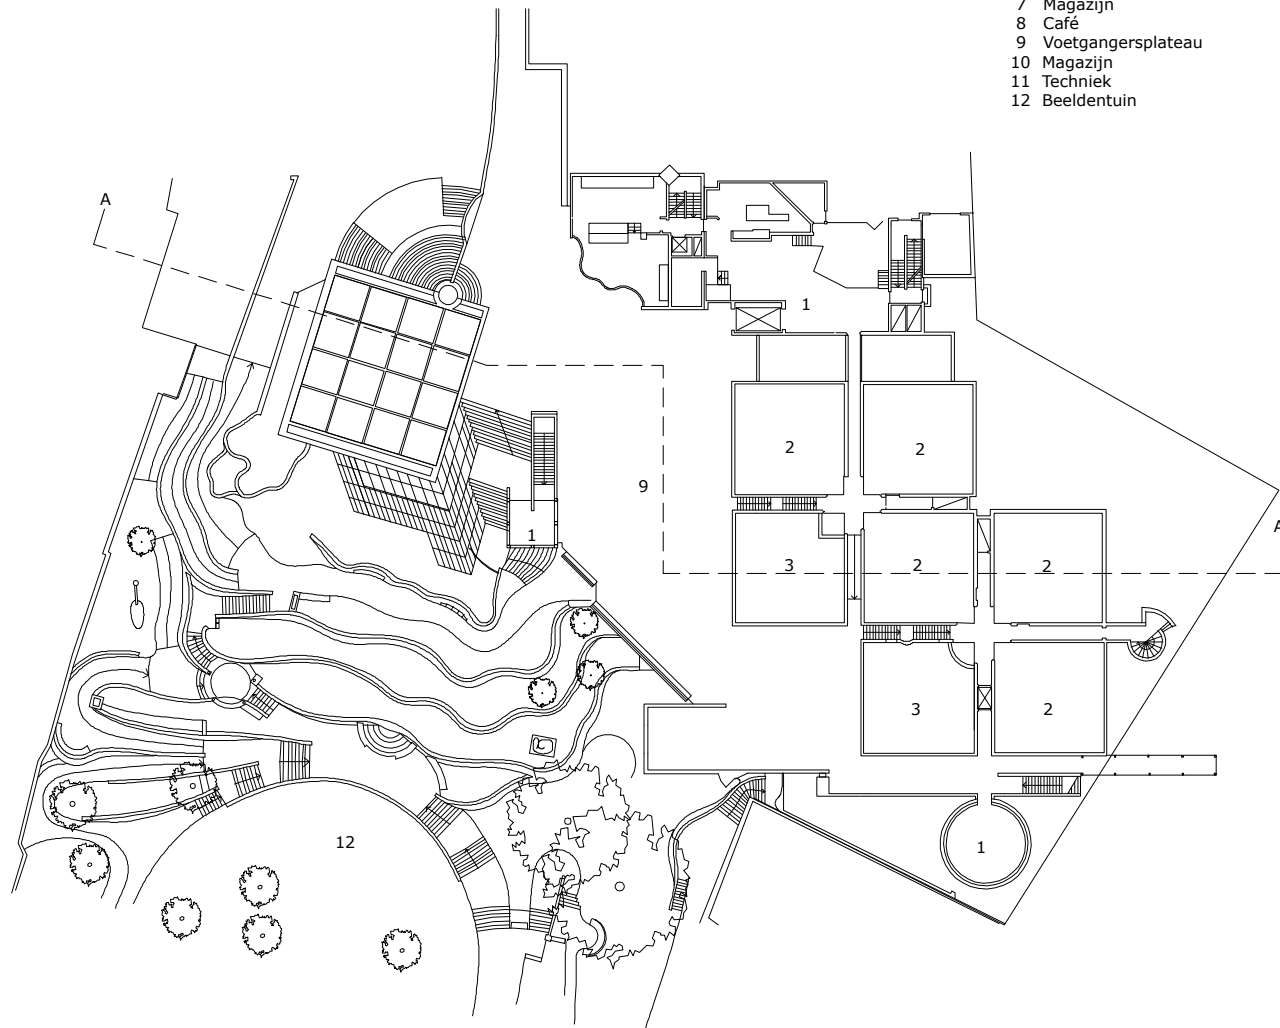 7 Magazijn
8 Café
9 Voetgangersplateau
10 Magazijn
11 Techniek
12 Beeldentuin
A
1
2 2
9
A
1
3 2 2
3 2
12
1